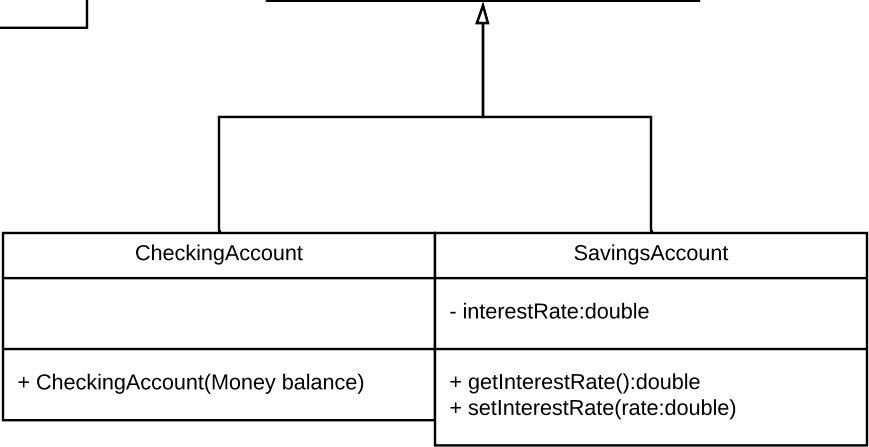 CheckingAccount
+ CheckingAccount(Money balance)
SavingsAccount
- interestRate:double
+ getInterestRate():double
+ setInterestRate(rate:double)